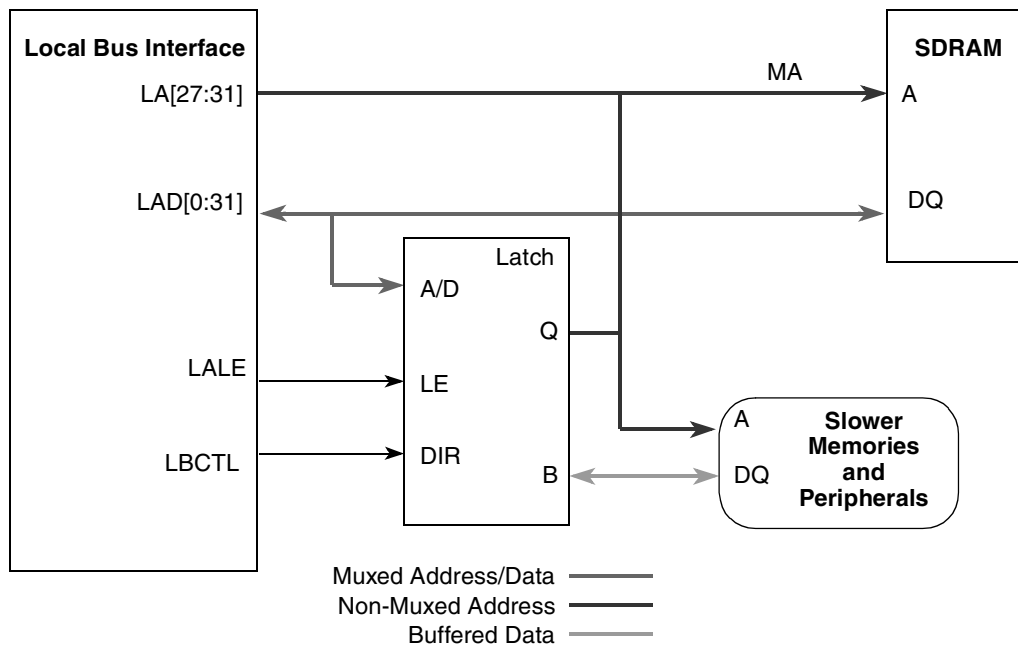 Local Bus Interface
SDRAM
MA
LA[27:31]
A
LAD[0:31]
DQ
Latch
A/D
Q
LALE
LE
A
Slower
Memories
and
Peripherals
LBCTL
DIR
B
DQ
Muxed Address/Data
Non-Muxed Address
Buffered Data